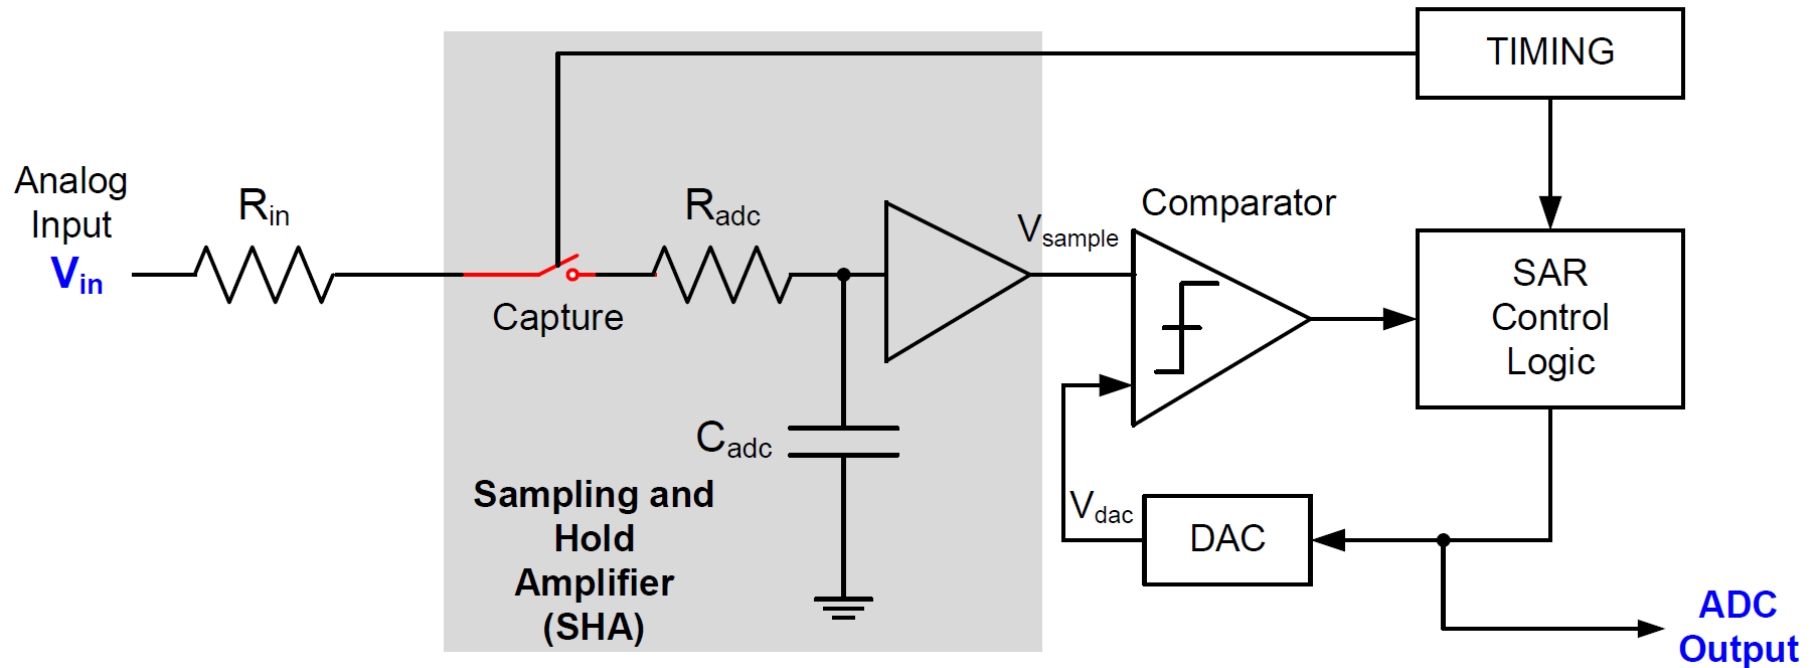 TIMING
Analog
Input
Vin
Rin
Capture
Radc
Cadc
Sampling and
Hold
Amplifier
(SHA)
Vsample
Comparator
SAR
Control
Logic
Vdac
DAC
ADC
Output